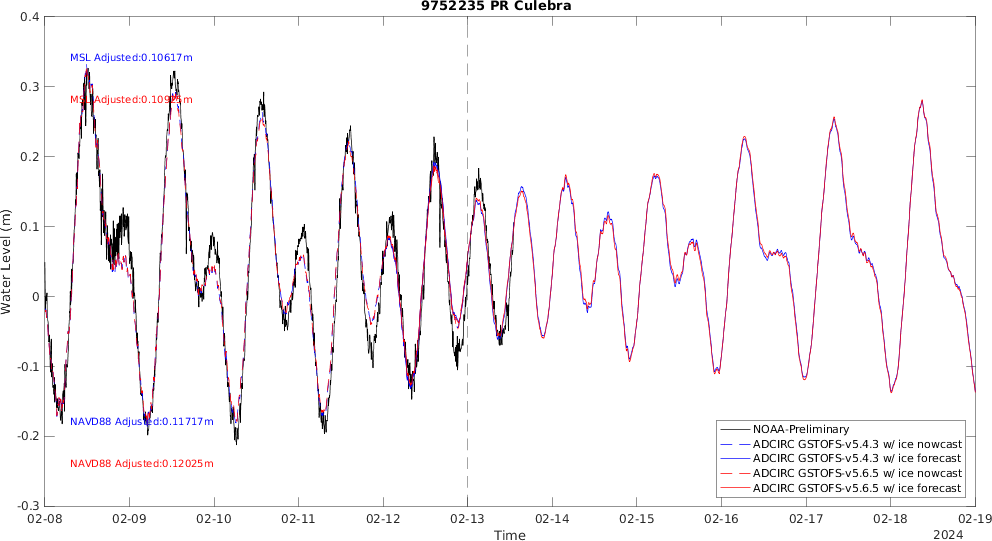 9752235 PR Culebra
0.4
0.3
0.2
0.1
0
-0.1
-0.2
-0.3
Water Level (m)
MSL Adjusted:0.10617m
NAVD88 Adjusted:0.11717m
NAVD88 Adjusted:0.12025m
NOAA-Preliminary
ADCIRC GSTOFS-v5.4.3 w/ ice nowcast
ADCIRC GSTOFS-v5.4.3 w/ ice forecast
ADCIRC GSTOFS-v5.6.5 w/ ice nowcast
ADCIRC GSTOFS-v5.6.5 w/ ice forecast
02-08 02-09 02-10 02-11 02-12 02-13 02-14 02-15 02-16 02-17 02-18 02-19
Time
2024